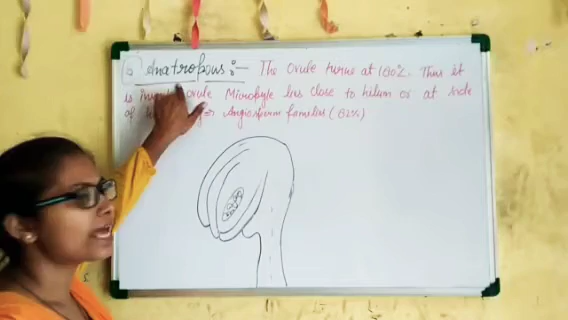 Anatropous :— The Ovule turns at 180°. Thus it
is ovule Micropyle lies close to hilum or at side
of Angiosperm families (82%)